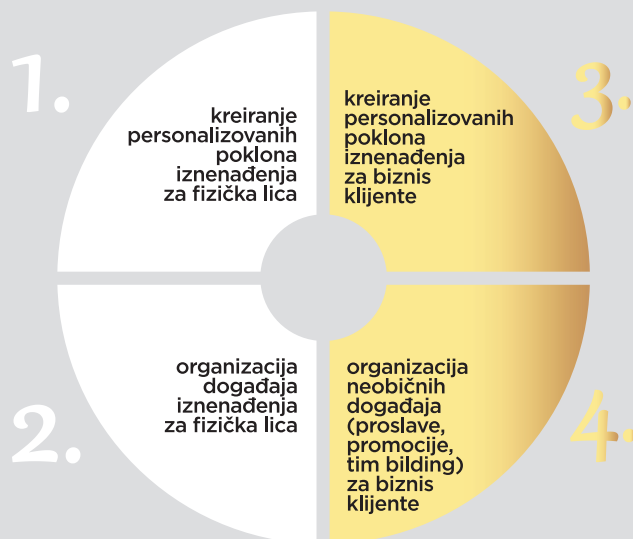 1.
kreiranje
personalizovanih
poklona
iznenađenja
za fizička lica
2.
organizacija
događaja
iznenađenja
za fizička lica
3.
kreiranje
personalizovanih
poklona
iznenađenja
za biznis
klijente
4.
organizacija
neobičnih
događaja
(proslave,
promocije,
tim bilding)
za biznis
klijente